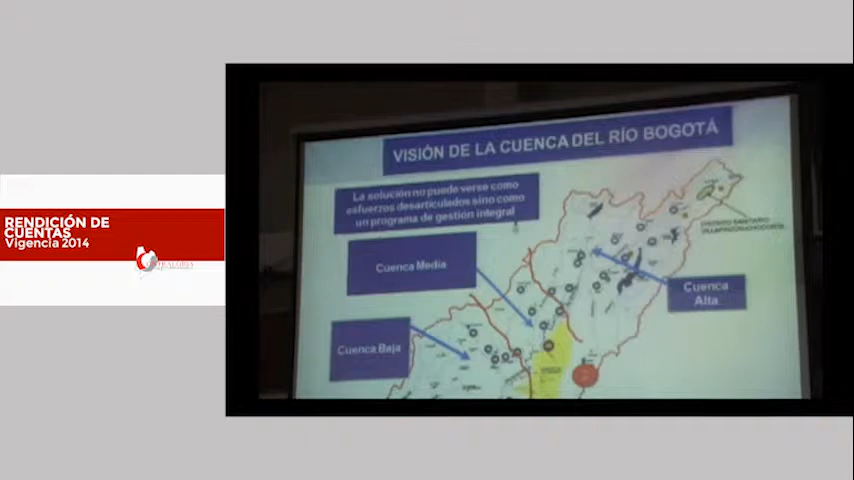 RENDICIÓN DE
CUENTAS
Vigencia 2014
VISIÓN DE LA CUENCA DEL RÍO BOGOTÁ
La solución no puede verse como
esfuerzos desarticulados sino como
un programa de gestión integral
Cuenca Media
Cuenca
Alta
Cuenca Baja